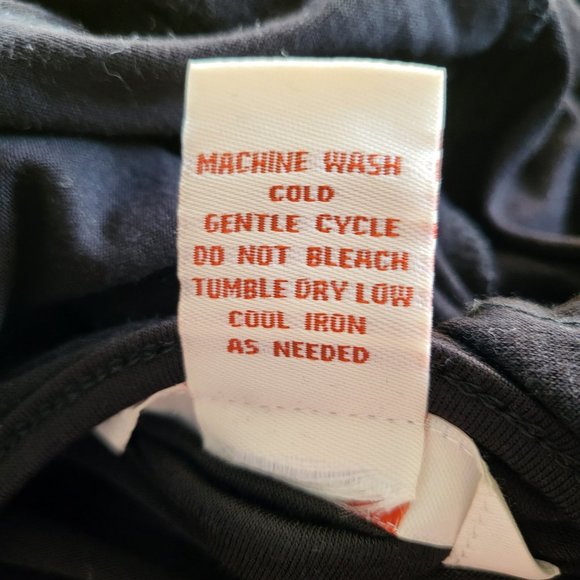 MACHINE WASH
COLD
GENTLE CYCLE
DO NOT BLEACH
TUMBLE DRY LOW
COOL IRON
AS NEEDED